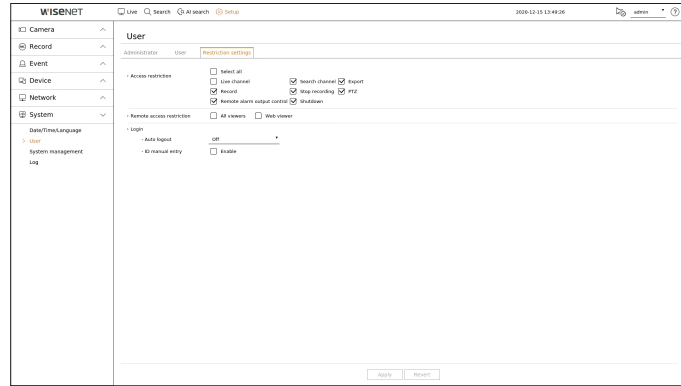 WISENET
Live Search AI search Setup 2020-12-15 13:49:26 admin
Camera
Record
Event
Device
Network
System
Date/Time/Language
> User
System management
Log
User
Administrator User Restriction settings
Access restriction
Select all
Live channel Search channel Export
Record Stop recording PTZ
Remote alarm output control Shutdown
Remote access restriction All viewers Web viewer
Login
- Auto logout Off
- ID manual entry Enable
Apply Revert